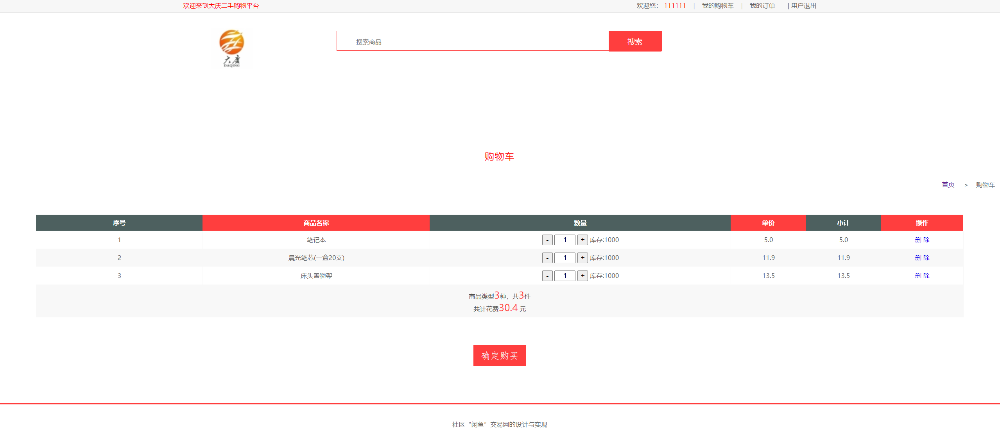 欢迎来到大庆二手购物平台 欢迎您： 111111 | 我的购物车 | 我的订单 | 用户退出
大庆
DAQING
搜索商品 搜索
购物车
首页 > 购物车
序号 商品名称 数量 单价 小计 操作
1 笔记本 - 1 + 库存:1000 5.0 5.0 删 除
2 晨光笔芯(一盒20支) - 1 + 库存:1000 11.9 11.9 删 除
3 床头置物架 - 1 + 库存:1000 13.5 13.5 删 除
商品类型3种，共3件
共计花费30.4 元
确定购买
社区“闲鱼”交易网的设计与实现